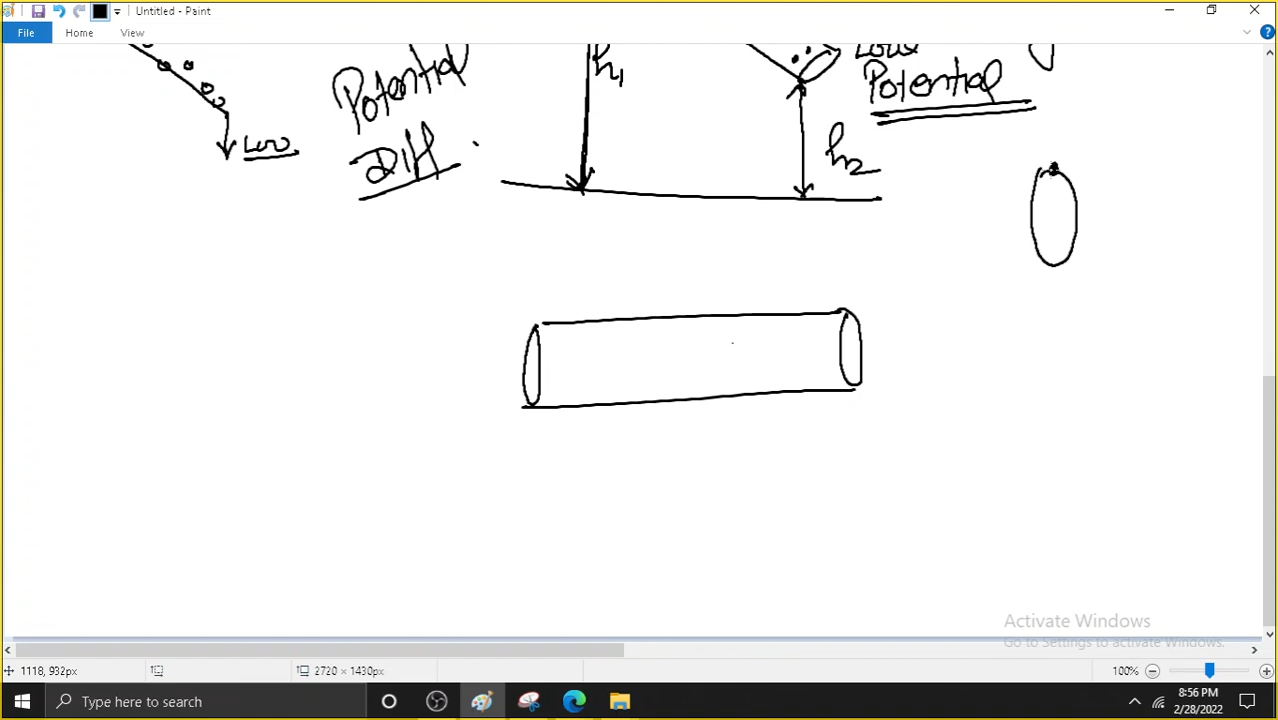 Untitled - Paint
File Home View
h1
Low
Potential
Potential
Diff
Low
h2
Activate Windows
Go to Settings to activate Windows.
1118, 932px
2720 × 1430px
100%
Type here to search
8:56 PM
2/28/2022